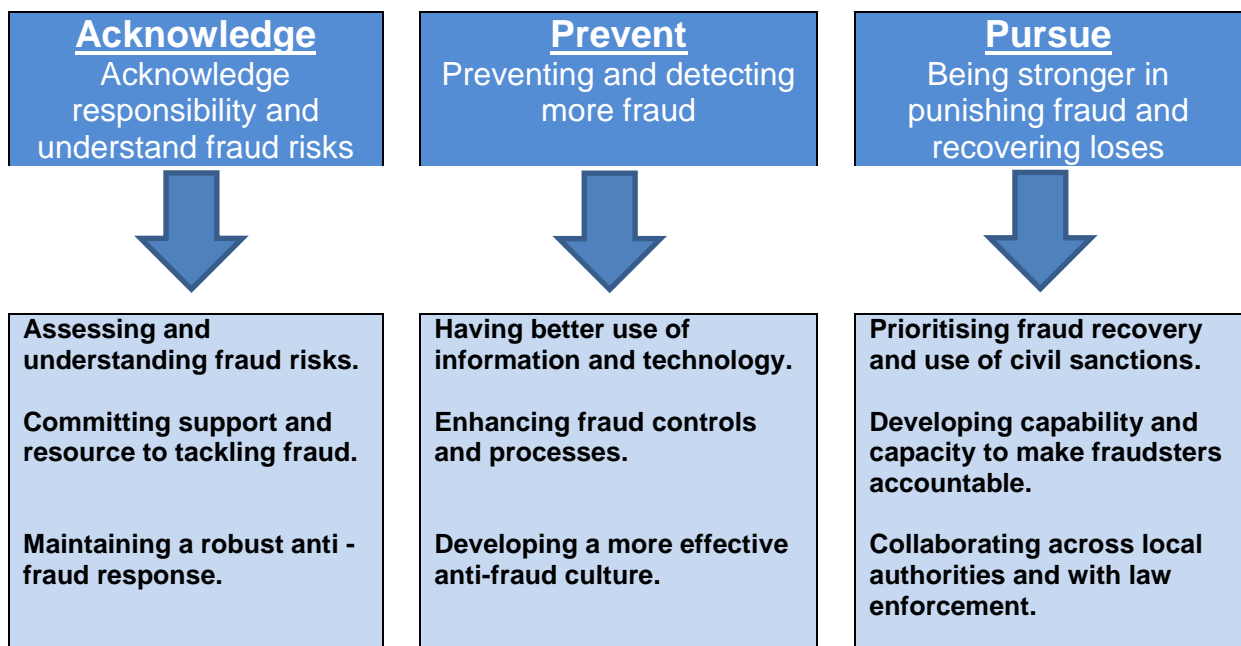 Acknowledge
Acknowledge
responsibility and
understand fraud risks
Prevent
Preventing and detecting
more fraud
Pursue
Being stronger in
punishing fraud and
recovering loses
Assessing and
understanding fraud risks.
Committing support and
resource to tackling fraud.
Maintaining a robust anti -
fraud response.
Having better use of
information and technology.
Enhancing fraud controls
and processes.
Developing a more effective
anti-fraud culture.
Prioritising fraud recovery
and use of civil sanctions.
Developing capability and
capacity to make fraudsters
accountable.
Collaborating across local
authorities and with law
enforcement.